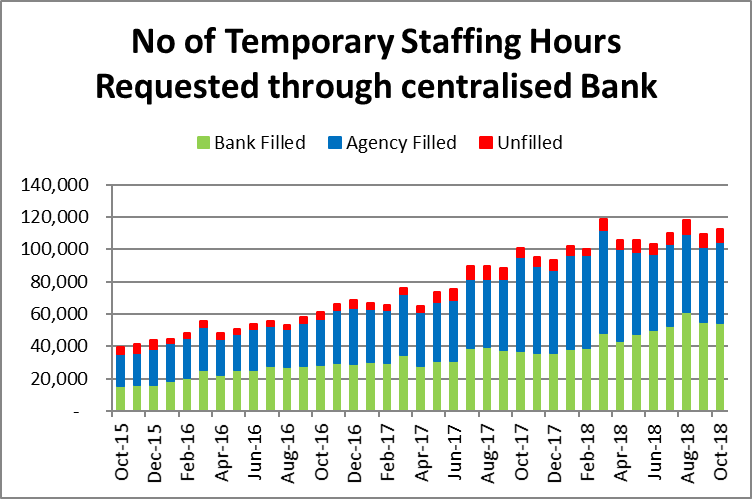 No of Temporary Staffing Hours
Requested through centralised Bank
Bank Filled Agency Filled Unfilled
140,000
120,000
100,000
80,000
60,000
40,000
20,000
-
Oct-15 Dec-15 Feb-16 Apr-16 Jun-16 Aug-16 Oct-16 Dec-16 Feb-17 Apr-17 Jun-17 Aug-17 Oct-17 Dec-17 Feb-18 Apr-18 Jun-18 Aug-18 Oct-18